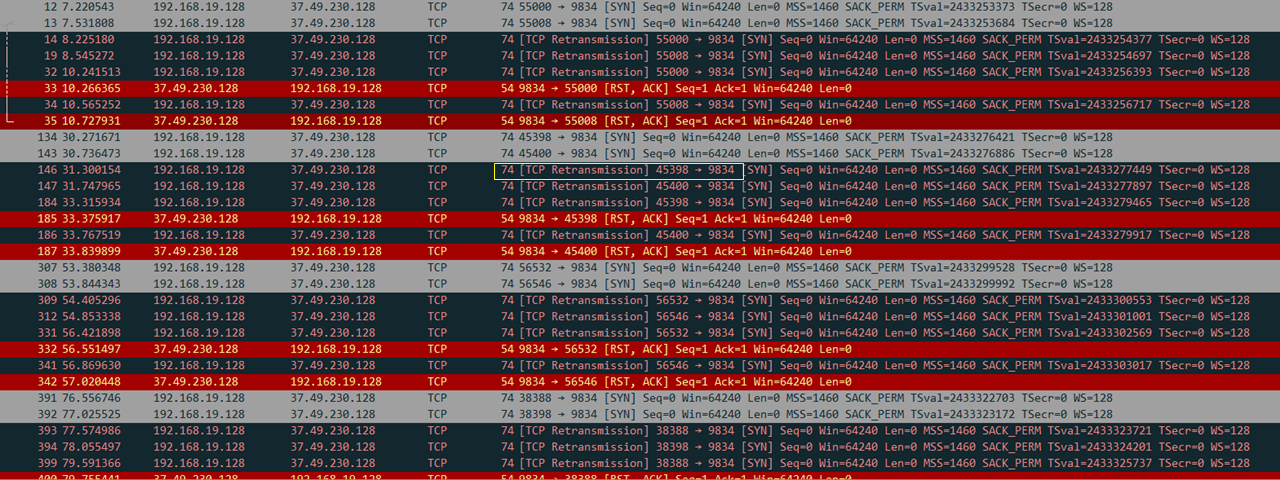 12 7.220543 192.168.19.128 37.49.230.128 TCP 74 55000 → 9834 [SYN] Seq=0 Win=64240 Len=0 MSS=1460 SACK_PERM TSval=2433253373 TSecr=0 WS=128
13 7.531808 192.168.19.128 37.49.230.128 TCP 74 55008 → 9834 [SYN] Seq=0 Win=64240 Len=0 MSS=1460 SACK_PERM TSval=2433253684 TSecr=0 WS=128
14 8.225180 192.168.19.128 37.49.230.128 TCP 74 [TCP Retransmission] 55000 → 9834 [SYN] Seq=0 Win=64240 Len=0 MSS=1460 SACK_PERM TSval=2433254377 TSecr=0 WS=128
19 8.545272 192.168.19.128 37.49.230.128 TCP 74 [TCP Retransmission] 55008 → 9834 [SYN] Seq=0 Win=64240 Len=0 MSS=1460 SACK_PERM TSval=2433254697 TSecr=0 WS=128
32 10.241513 192.168.19.128 37.49.230.128 TCP 74 [TCP Retransmission] 55000 → 9834 [SYN] Seq=0 Win=64240 Len=0 MSS=1460 SACK_PERM TSval=2433256393 TSecr=0 WS=128
33 10.266365 37.49.230.128 192.168.19.128 TCP 54 9834 → 55000 [RST, ACK] Seq=1 Ack=1 Win=64240 Len=0
34 10.565252 192.168.19.128 37.49.230.128 TCP 74 [TCP Retransmission] 55008 → 9834 [SYN] Seq=0 Win=64240 Len=0 MSS=1460 SACK_PERM TSval=2433256717 TSecr=0 WS=128
35 10.727931 37.49.230.128 192.168.19.128 TCP 54 9834 → 55008 [RST, ACK] Seq=1 Ack=1 Win=64240 Len=0
134 30.271671 192.168.19.128 37.49.230.128 TCP 74 45398 → 9834 [SYN] Seq=0 Win=64240 Len=0 MSS=1460 SACK_PERM TSval=2433276421 TSecr=0 WS=128
143 30.736473 192.168.19.128 37.49.230.128 TCP 74 45400 → 9834 [SYN] Seq=0 Win=64240 Len=0 MSS=1460 SACK_PERM TSval=2433276886 TSecr=0 WS=128
146 31.300154 192.168.19.128 37.49.230.128 TCP 74 [TCP Retransmission] 45398 → 9834 [SYN] Seq=0 Win=64240 Len=0 MSS=1460 SACK_PERM TSval=2433277449 TSecr=0 WS=128
147 31.747965 192.168.19.128 37.49.230.128 TCP 74 [TCP Retransmission] 45400 → 9834 [SYN] Seq=0 Win=64240 Len=0 MSS=1460 SACK_PERM TSval=2433277897 TSecr=0 WS=128
184 33.315934 192.168.19.128 37.49.230.128 TCP 74 [TCP Retransmission] 45398 → 9834 [SYN] Seq=0 Win=64240 Len=0 MSS=1460 SACK_PERM TSval=2433279465 TSecr=0 WS=128
185 33.375917 37.49.230.128 192.168.19.128 TCP 54 9834 → 45398 [RST, ACK] Seq=1 Ack=1 Win=64240 Len=0
186 33.767519 192.168.19.128 37.49.230.128 TCP 74 [TCP Retransmission] 45400 → 9834 [SYN] Seq=0 Win=64240 Len=0 MSS=1460 SACK_PERM TSval=2433279917 TSecr=0 WS=128
187 33.839899 37.49.230.128 192.168.19.128 TCP 54 9834 → 45400 [RST, ACK] Seq=1 Ack=1 Win=64240 Len=0
307 53.380348 192.168.19.128 37.49.230.128 TCP 74 56532 → 9834 [SYN] Seq=0 Win=64240 Len=0 MSS=1460 SACK_PERM TSval=2433299528 TSecr=0 WS=128
308 53.844343 192.168.19.128 37.49.230.128 TCP 74 56546 → 9834 [SYN] Seq=0 Win=64240 Len=0 MSS=1460 SACK_PERM TSval=2433299992 TSecr=0 WS=128
309 54.405296 192.168.19.128 37.49.230.128 TCP 74 [TCP Retransmission] 56532 → 9834 [SYN] Seq=0 Win=64240 Len=0 MSS=1460 SACK_PERM TSval=2433300553 TSecr=0 WS=128
312 54.853338 192.168.19.128 37.49.230.128 TCP 74 [TCP Retransmission] 56546 → 9834 [SYN] Seq=0 Win=64240 Len=0 MSS=1460 SACK_PERM TSval=2433301001 TSecr=0 WS=128
331 56.421898 192.168.19.128 37.49.230.128 TCP 74 [TCP Retransmission] 56532 → 9834 [SYN] Seq=0 Win=64240 Len=0 MSS=1460 SACK_PERM TSval=2433302569 TSecr=0 WS=128
332 56.551497 37.49.230.128 192.168.19.128 TCP 54 9834 → 56532 [RST, ACK] Seq=1 Ack=1 Win=64240 Len=0
341 56.869630 192.168.19.128 37.49.230.128 TCP 74 [TCP Retransmission] 56546 → 9834 [SYN] Seq=0 Win=64240 Len=0 MSS=1460 SACK_PERM TSval=2433303017 TSecr=0 WS=128
342 57.020448 37.49.230.128 192.168.19.128 TCP 54 9834 → 56546 [RST, ACK] Seq=1 Ack=1 Win=64240 Len=0
391 76.556746 192.168.19.128 37.49.230.128 TCP 74 38388 → 9834 [SYN] Seq=0 Win=64240 Len=0 MSS=1460 SACK_PERM TSval=2433322703 TSecr=0 WS=128
392 77.025525 192.168.19.128 37.49.230.128 TCP 74 38398 → 9834 [SYN] Seq=0 Win=64240 Len=0 MSS=1460 SACK_PERM TSval=2433323172 TSecr=0 WS=128
393 77.574986 192.168.19.128 37.49.230.128 TCP 74 [TCP Retransmission] 38388 → 9834 [SYN] Seq=0 Win=64240 Len=0 MSS=1460 SACK_PERM TSval=2433323721 TSecr=0 WS=128
394 78.055497 192.168.19.128 37.49.230.128 TCP 74 [TCP Retransmission] 38398 → 9834 [SYN] Seq=0 Win=64240 Len=0 MSS=1460 SACK_PERM TSval=2433324201 TSecr=0 WS=128
399 79.591366 192.168.19.128 37.49.230.128 TCP 74 [TCP Retransmission] 38388 → 9834 [SYN] Seq=0 Win=64240 Len=0 MSS=1460 SACK_PERM TSval=2433325737 TSecr=0 WS=128